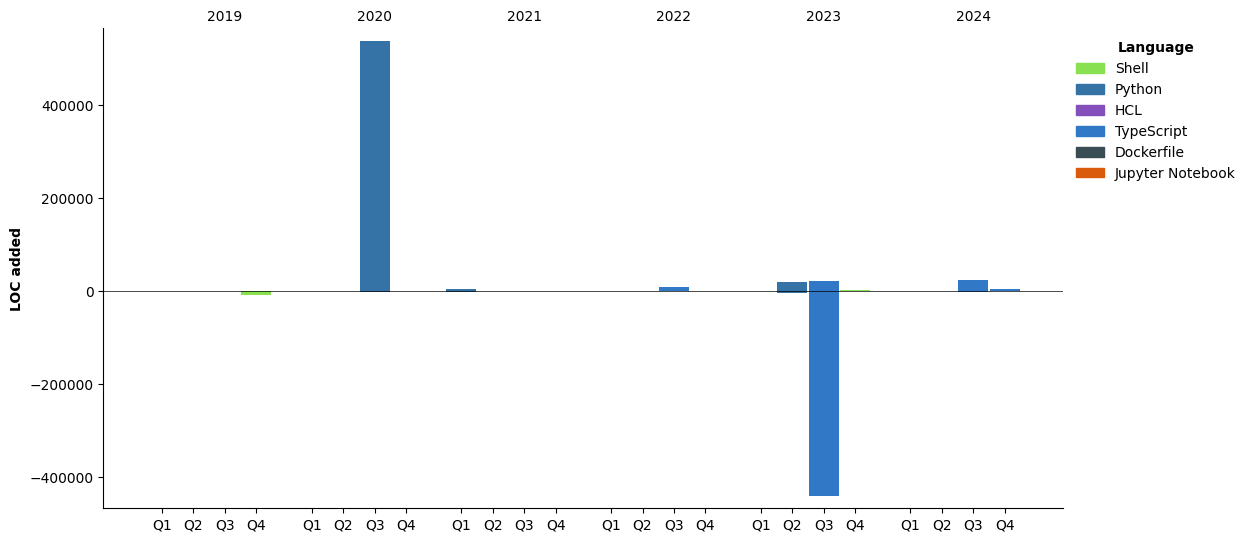 2019 2020 2021 2022 2023 2024
Language
Shell
Python
HCL
TypeScript
Dockerfile
Jupyter Notebook
LOC added
400000
200000
0
−200000
−400000
Q1 Q2 Q3 Q4 Q1 Q2 Q3 Q4 Q1 Q2 Q3 Q4 Q1 Q2 Q3 Q4 Q1 Q2 Q3 Q4 Q1 Q2 Q3 Q4